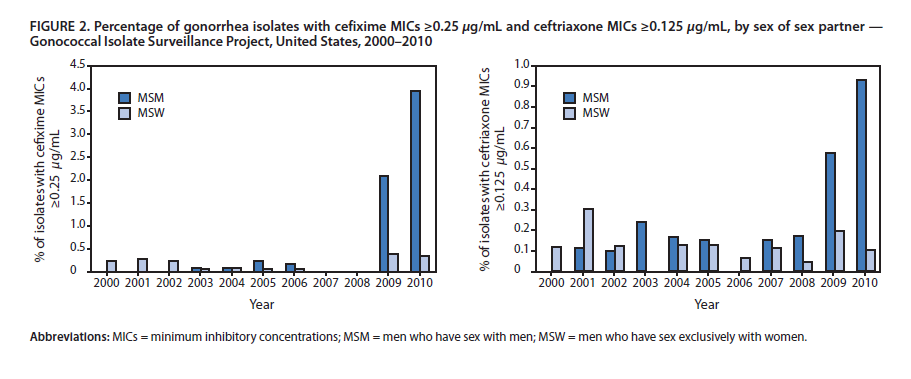 FIGURE 2. Percentage of gonorrhea isolates with cefixime MICs ≥0.25 µg/mL and ceftriaxone MICs ≥0.125 µg/mL, by sex of sex partner —
Gonococcal Isolate Surveillance Project, United States, 2000–2010
% of isolates with cefixime MICs
≥0.25 µg/mL
4.5
4.0
3.5
3.0
2.5
2.0
1.5
1.0
0.5
0
MSM
MSW
2000 2001 2002 2003 2004 2005 2006 2007 2008 2009 2010
Year
% of isolates with ceftriaxone MICs
≥0.125 µg/mL
1.0
0.9
0.8
0.7
0.6
0.5
0.4
0.3
0.2
0.1
0
MSM
MSW
2000 2001 2002 2003 2004 2005 2006 2007 2008 2009 2010
Year
Abbreviations: MICs = minimum inhibitory concentrations; MSM = men who have sex with men; MSW = men who have sex exclusively with women.